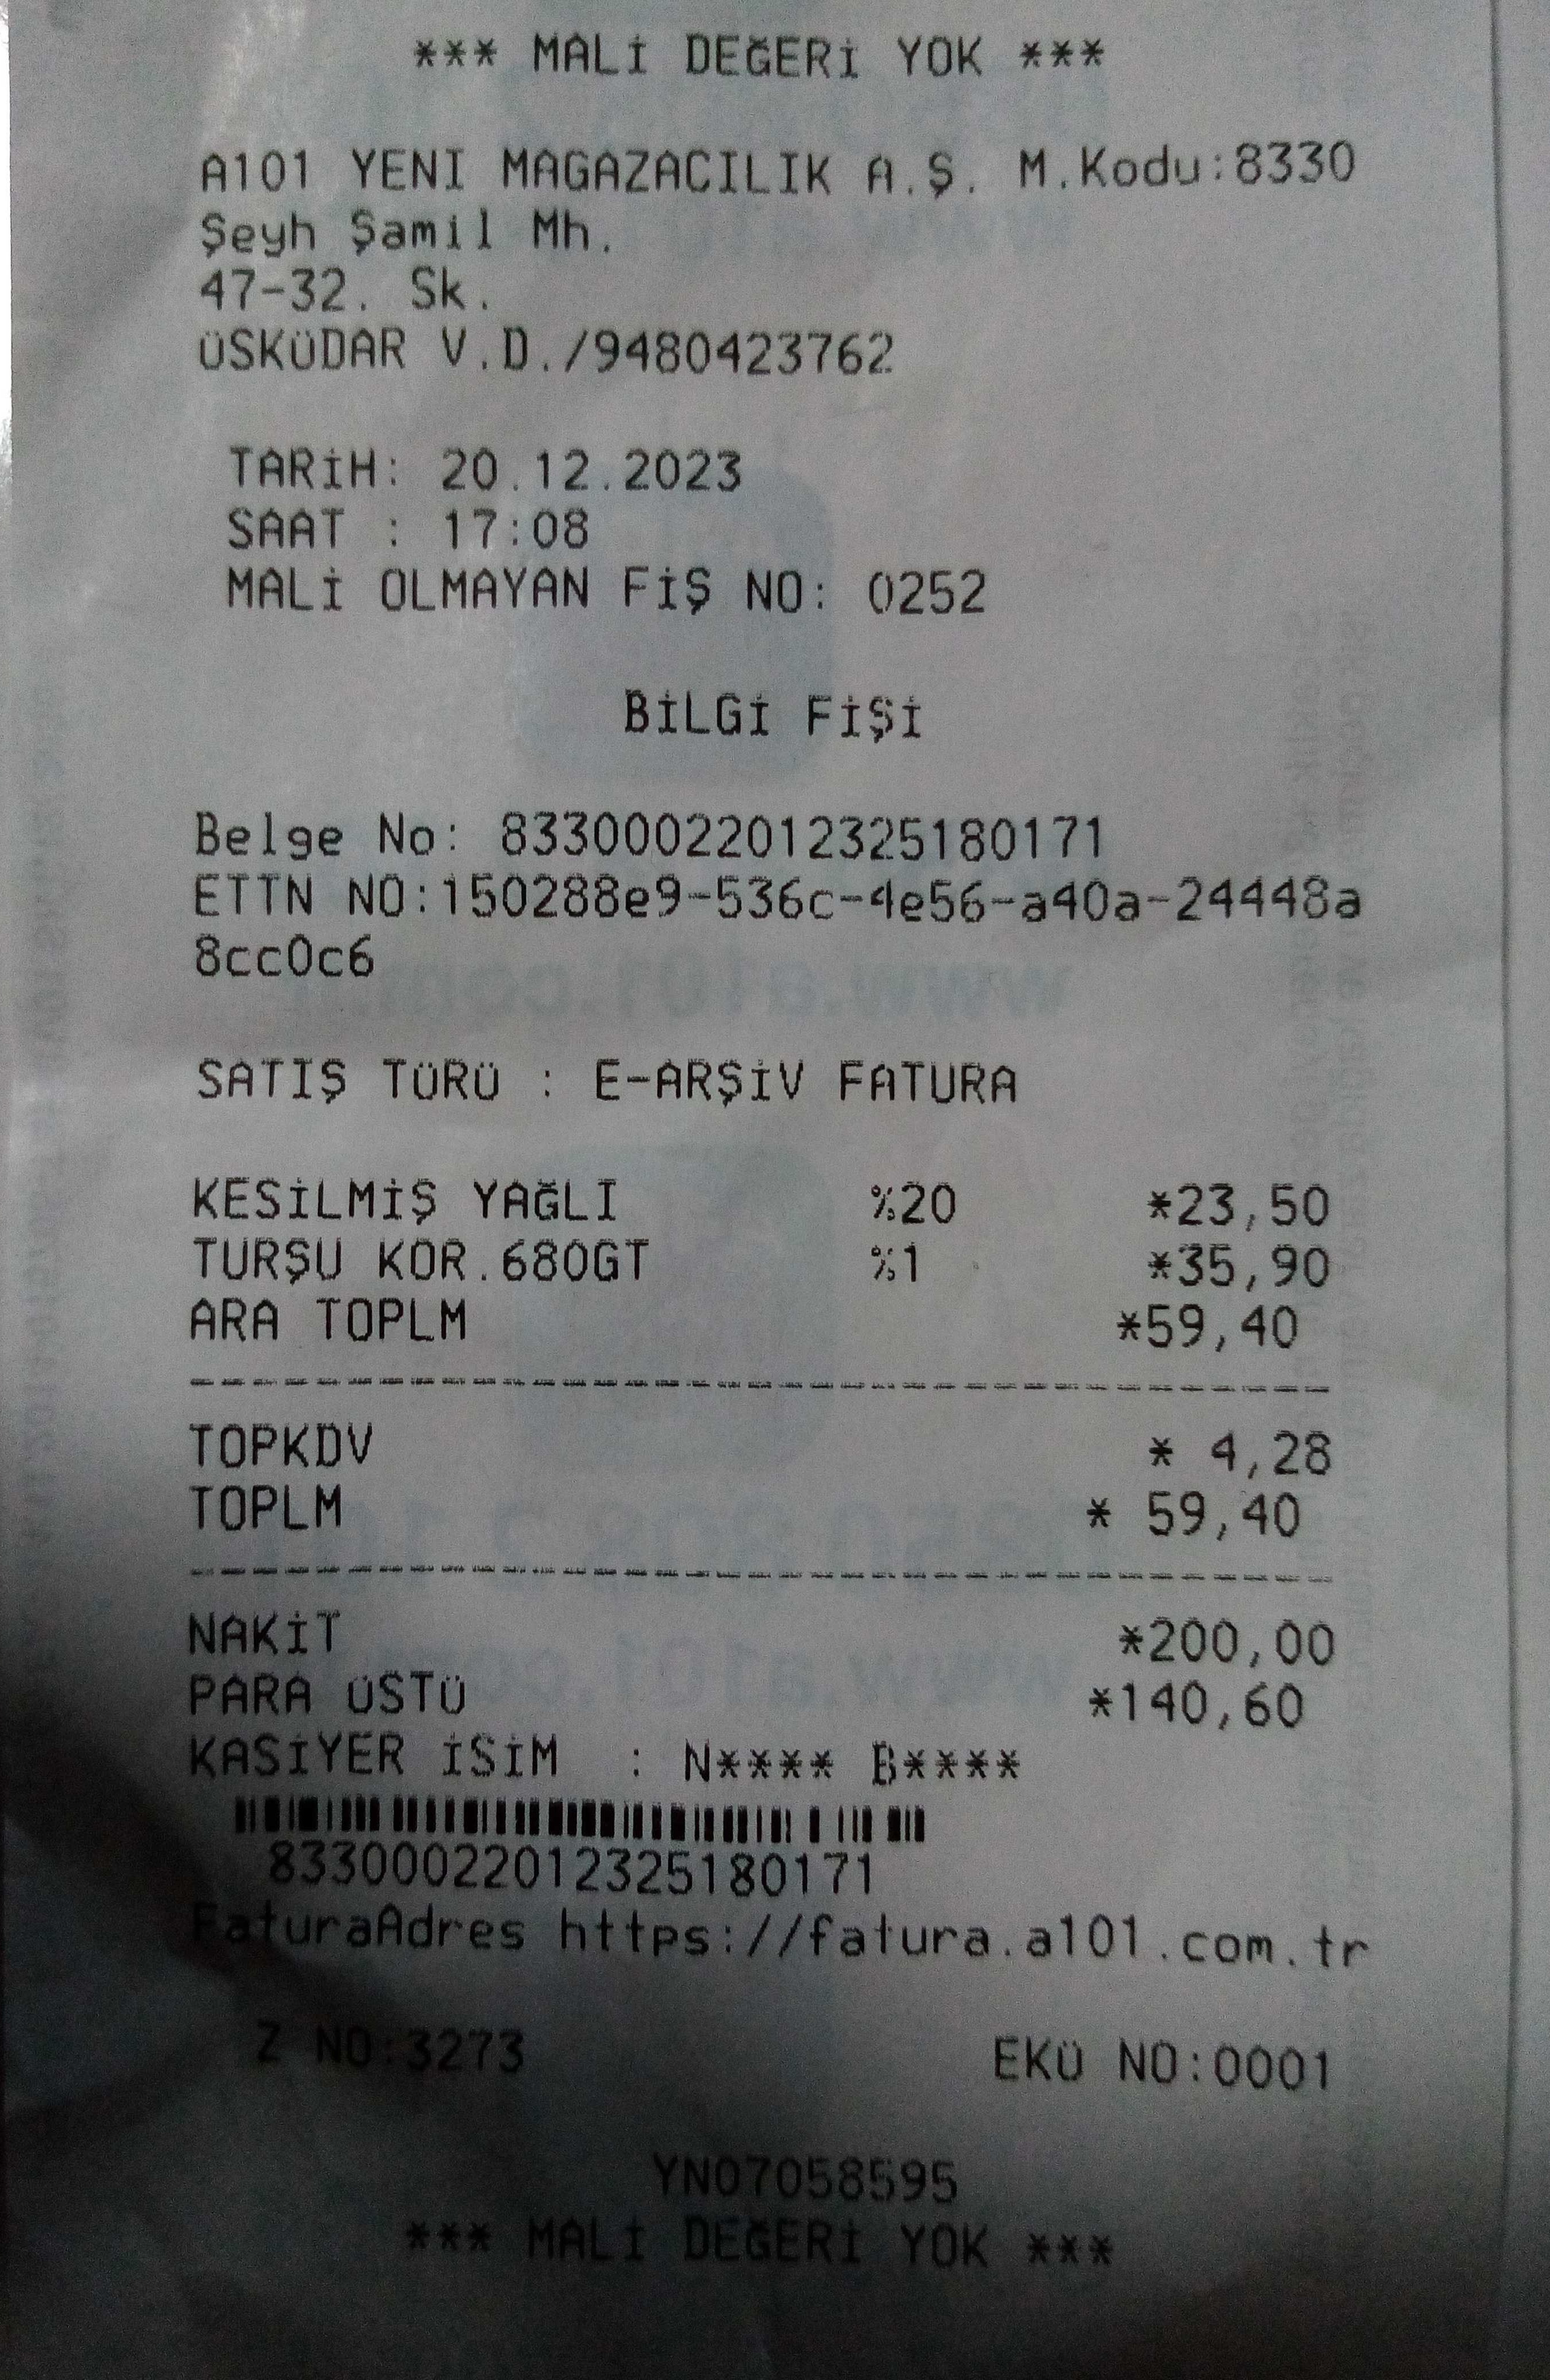 *** MALİ DEĞERİ YOK ***
A101 YENI MAGAZACILIK A.Ş. M.Kodu:8330
Şeyh Şamil Mh.
47-32. Sk.
ÜSKÜDAR V.D./9480423762
TARİH: 20.12.2023
SAAT : 17:08
MALİ OLMAYAN FİŞ NO: 0252
BİLGİ FİŞİ
Belge No: 83300022012325180171
ETTN NO:150288e9-536c-4e56-a40a-24448a
8cc0c6
SATIŞ TÜRÜ : E-ARŞİV FATURA
KESİLMİŞ YAĞLI %20 *23,50
TURŞU KOR.680GT %1 *35,90
ARA TOPLM *59,40
TOPKDV * 4,28
TOPLM * 59,40
NAKİT *200,00
PARA ÜSTÜ *140,60
KASİYER İSİM : N**** B****
83300022012325180171
FaturaAdres https://fatura.a101.com.tr
Z NO:3273 EKÜ NO:0001
YN07058595
*** MALİ DEĞERİ YOK ***